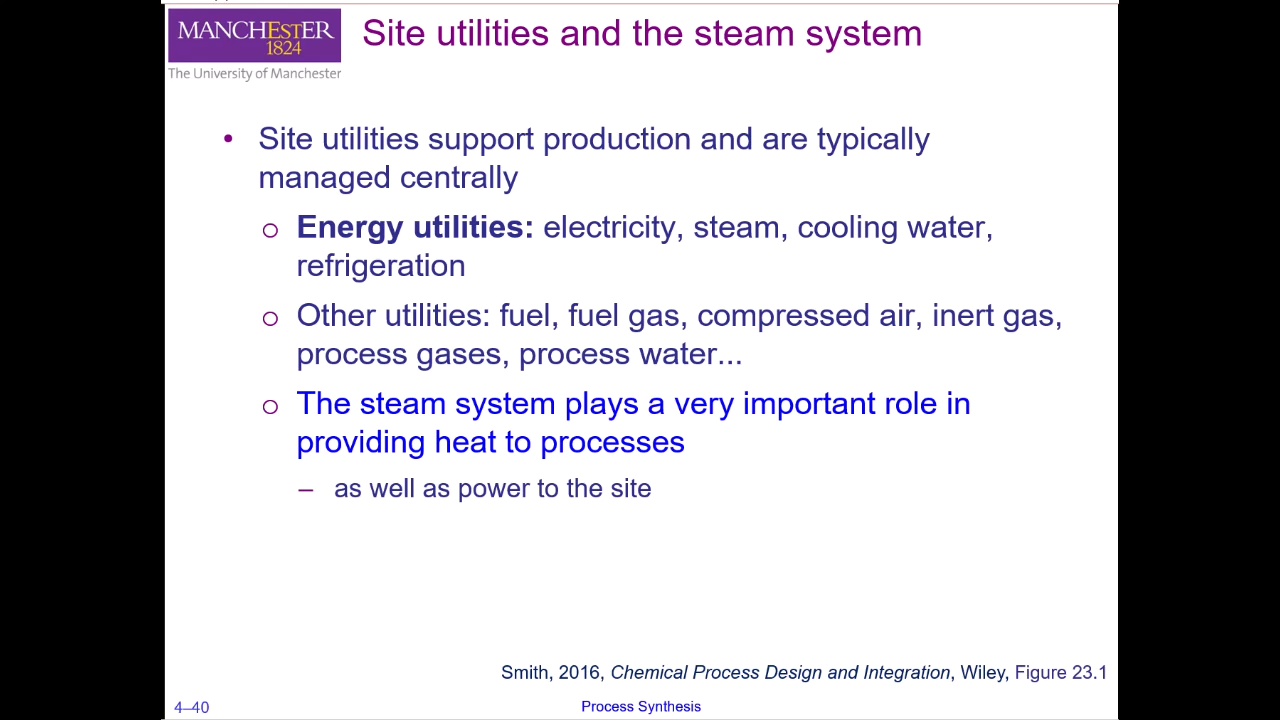 MANCHESTER
1824
The University of Manchester
Site utilities and the steam system
• Site utilities support production and are typically
managed centrally
o Energy utilities: electricity, steam, cooling water,
refrigeration
o Other utilities: fuel, fuel gas, compressed air, inert gas,
process gases, process water...
o The steam system plays a very important role in
providing heat to processes
– as well as power to the site
Smith, 2016, Chemical Process Design and Integration, Wiley, Figure 23.1
4–40
Process Synthesis